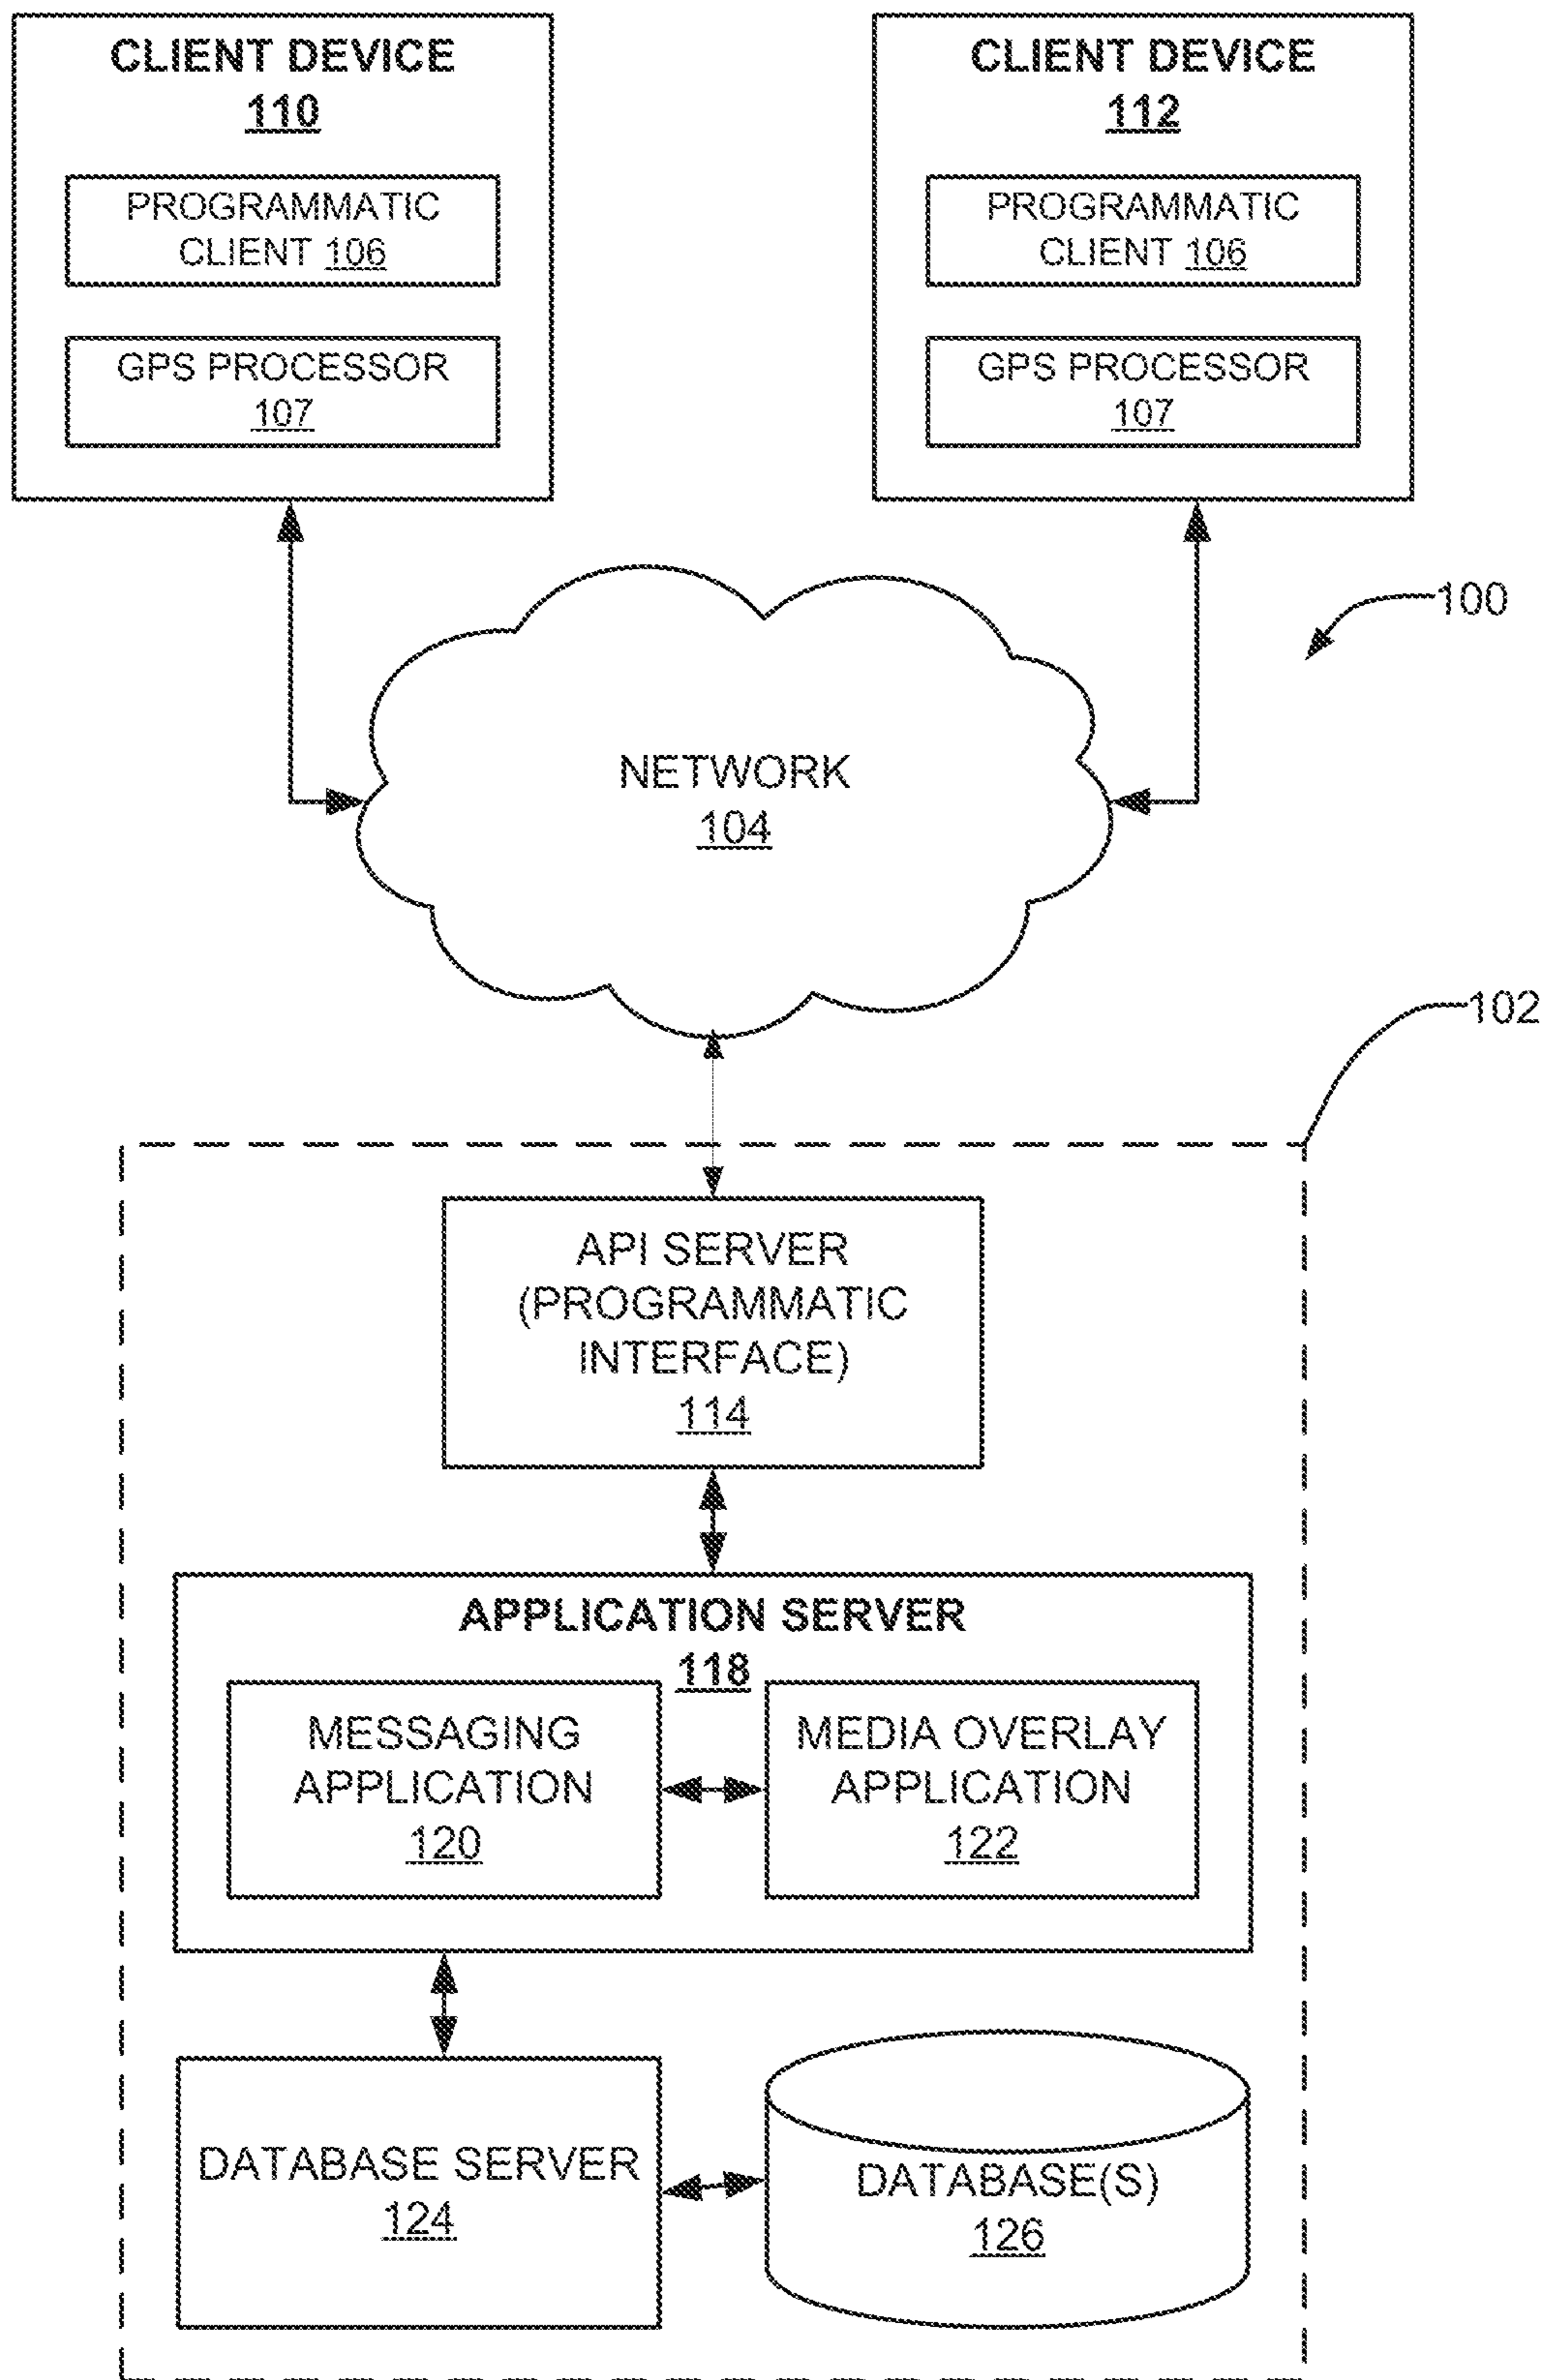 CLIENT DEVICE
110
PROGRAMMATIC
CLIENT 106
GPS PROCESSOR
107
CLIENT DEVICE
112
PROGRAMMATIC
CLIENT 106
GPS PROCESSOR
107
100
NETWORK
104
102
API SERVER
(PROGRAMMATIC
INTERFACE)
114
APPLICATION SERVER
118
MESSAGING
APPLICATION
120
MEDIA OVERLAY
APPLICATION
122
DATABASE SERVER
124
DATABASE(S)
126